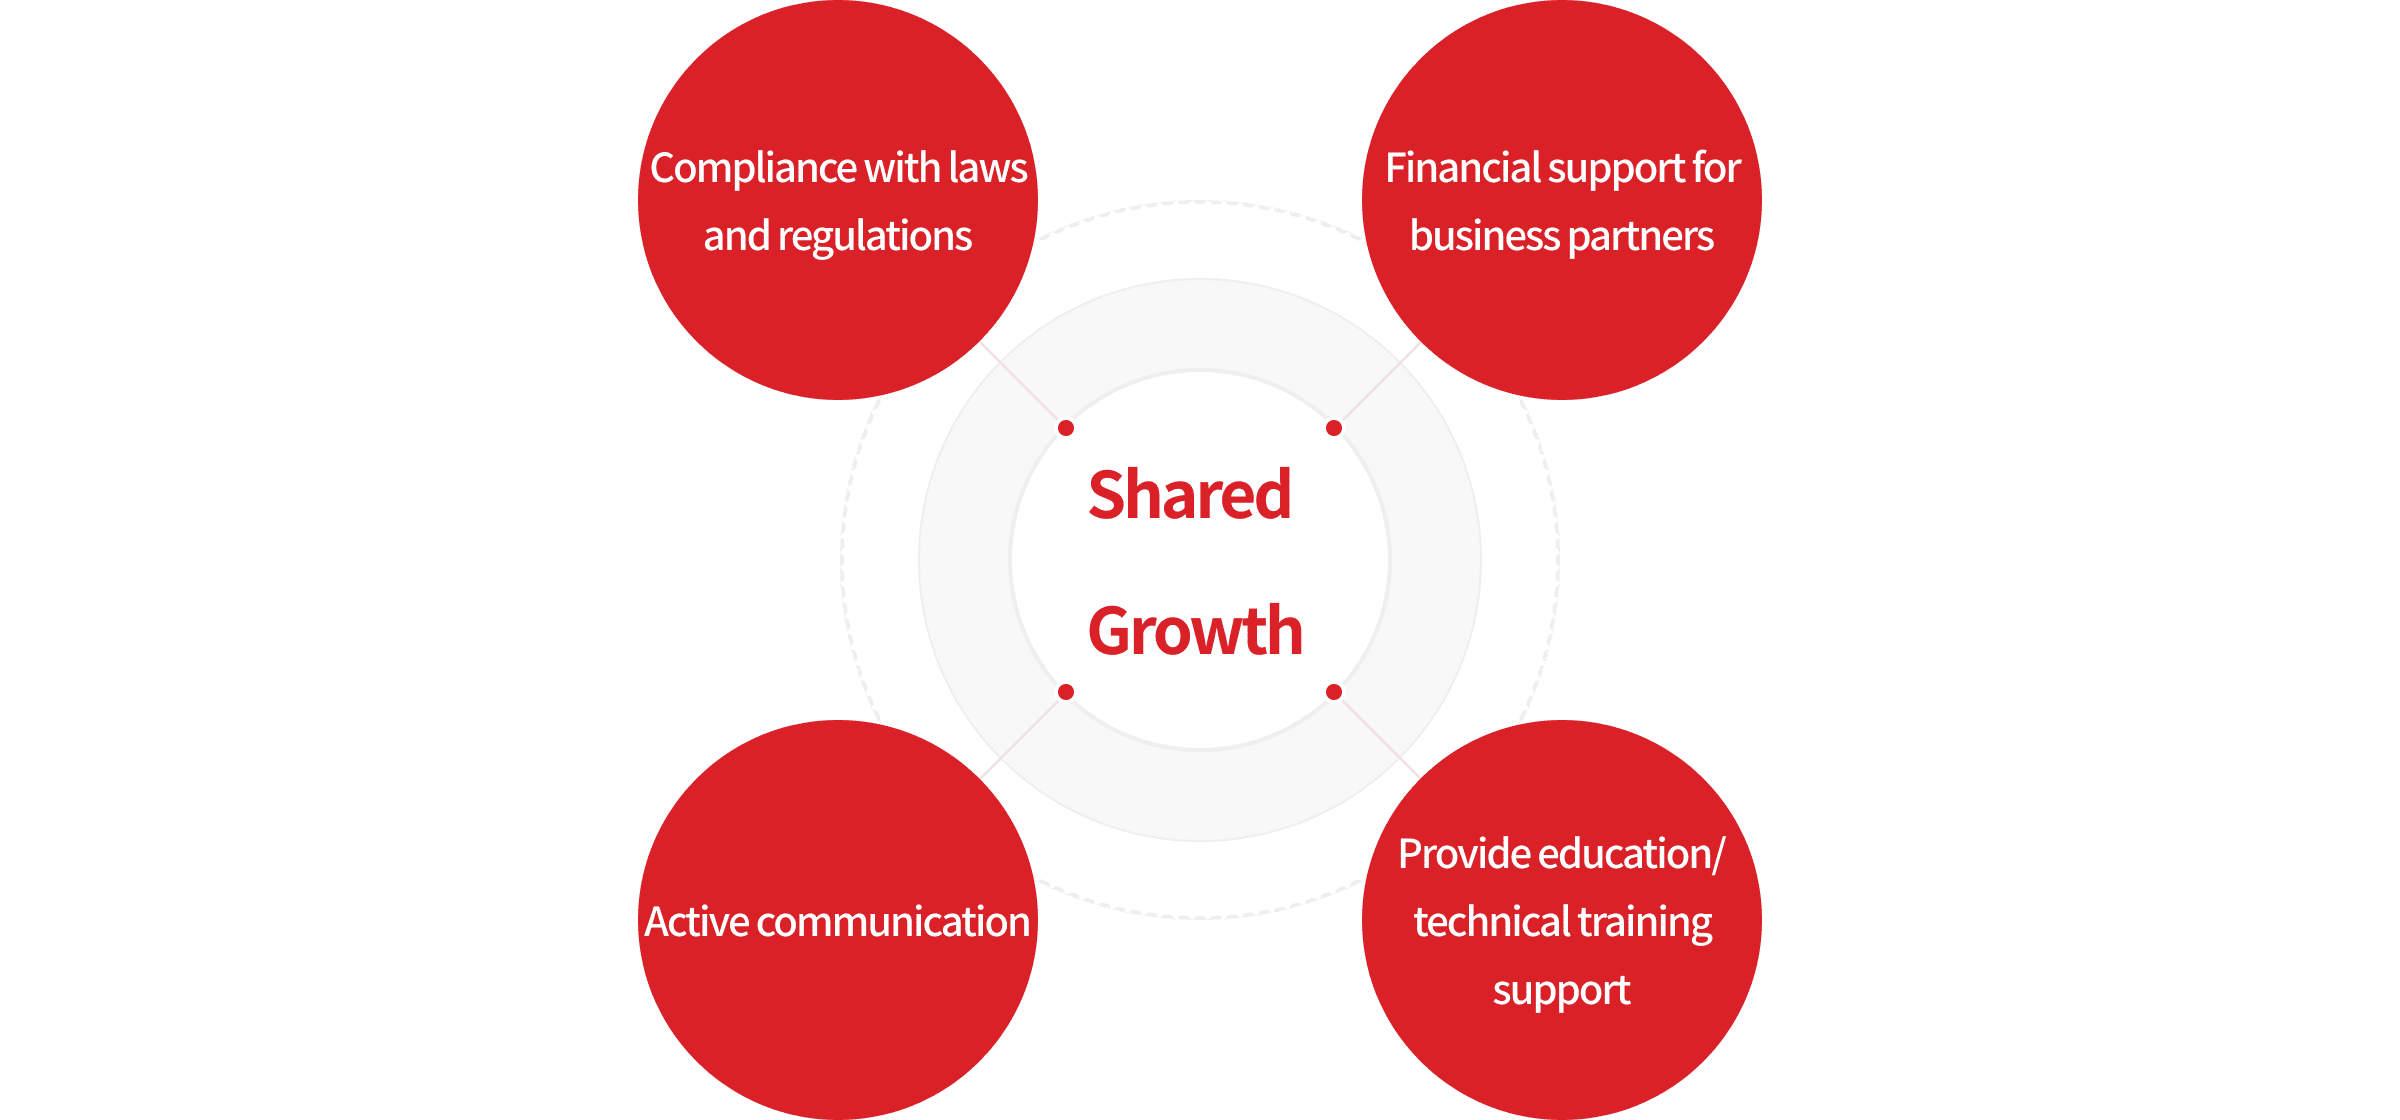 Compliance with laws
and regulations
Financial support for
business partners
Shared
Growth
Active communication
Provide education/
technical training
support